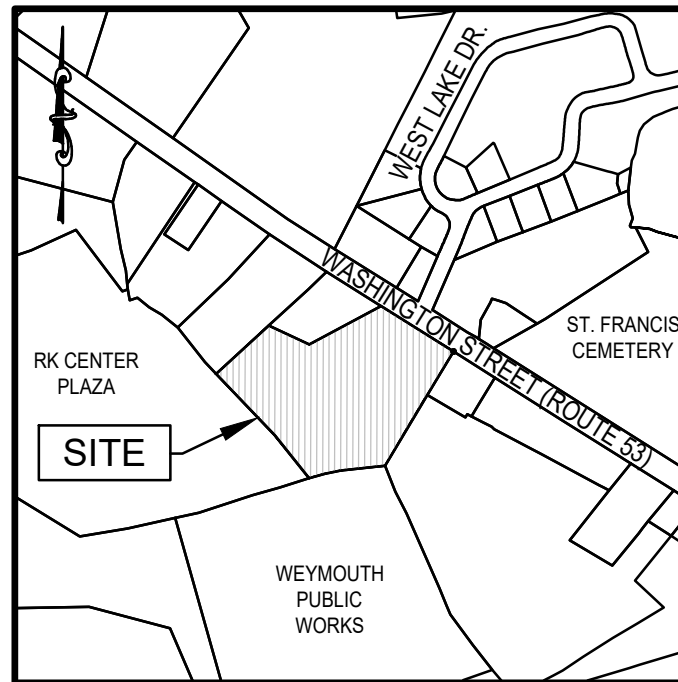 WEST LAKE DR.
WASHINGTON STREET (ROUTE 53)
ST. FRANCIS
CEMETERY
RK CENTER
PLAZA
SITE
WEYMOUTH
PUBLIC
WORKS